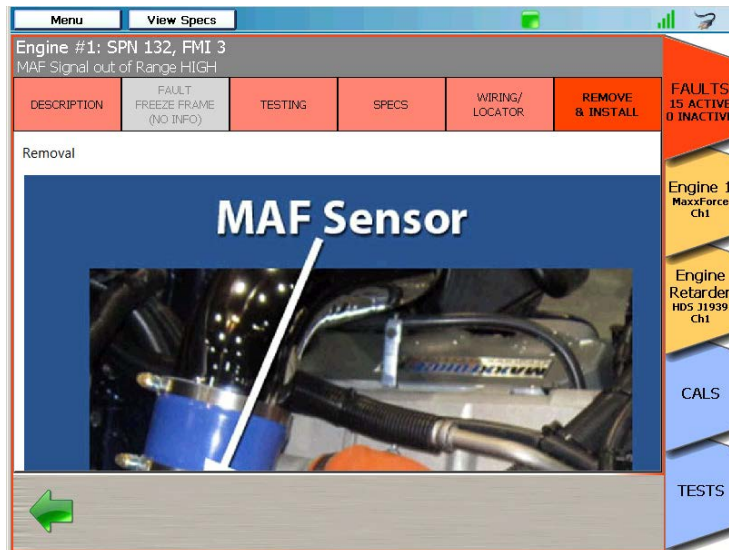 Menu
View Specs
Engine #1: SPN 132, FMI 3
MAF Signal out of Range HIGH
DESCRIPTION
FAULT
FREEZE FRAME
(NO INFO)
TESTING
SPECS
WIRING/
LOCATOR
REMOVE
& INSTALL
FAULTS
15 ACTIVE
0 INACTIVE
Removal
MAF Sensor
Engine 1
MaxxForce
Ch1
Engine
Retarder
HDS J1939
Ch1
CALS
TESTS